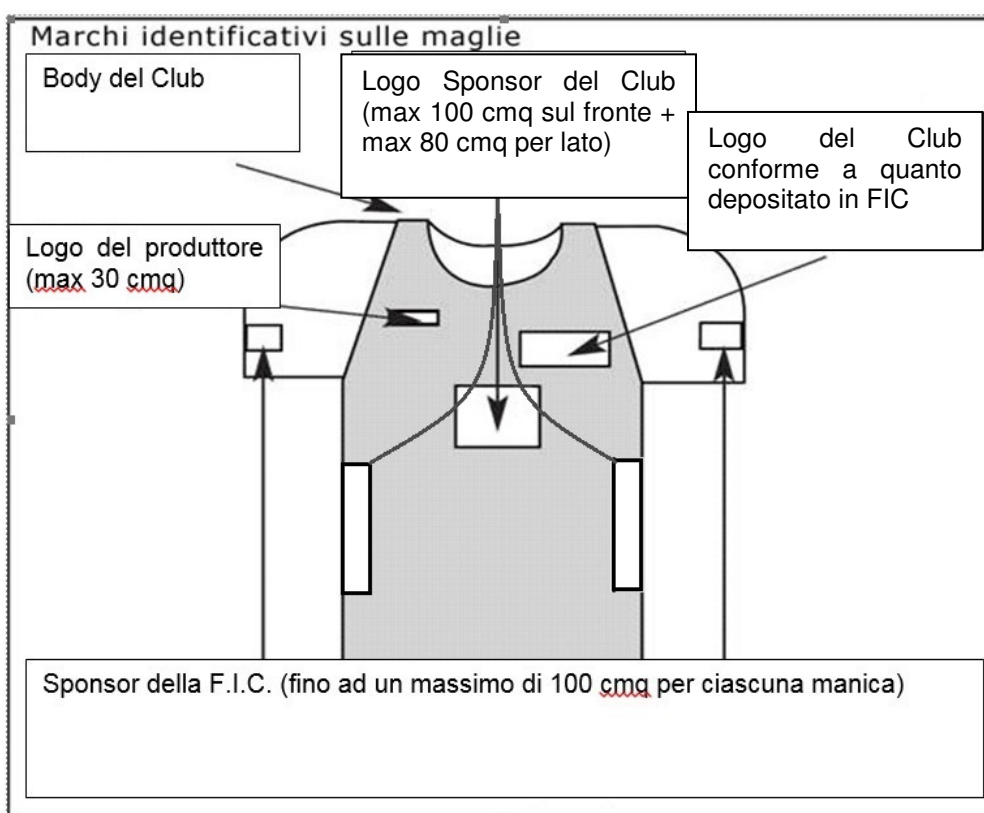 Marchi identificativi sulle maglie
Body del Club
Logo Sponsor del Club
(max 100 cmq sul fronte +
max 80 cmq per lato)
Logo del Club
conforme a quanto
depositato in FIC
Logo del produttore
(max 30 cmq)
Sponsor della F.I.C. (fino ad un massimo di 100 cmq per ciascuna manica)